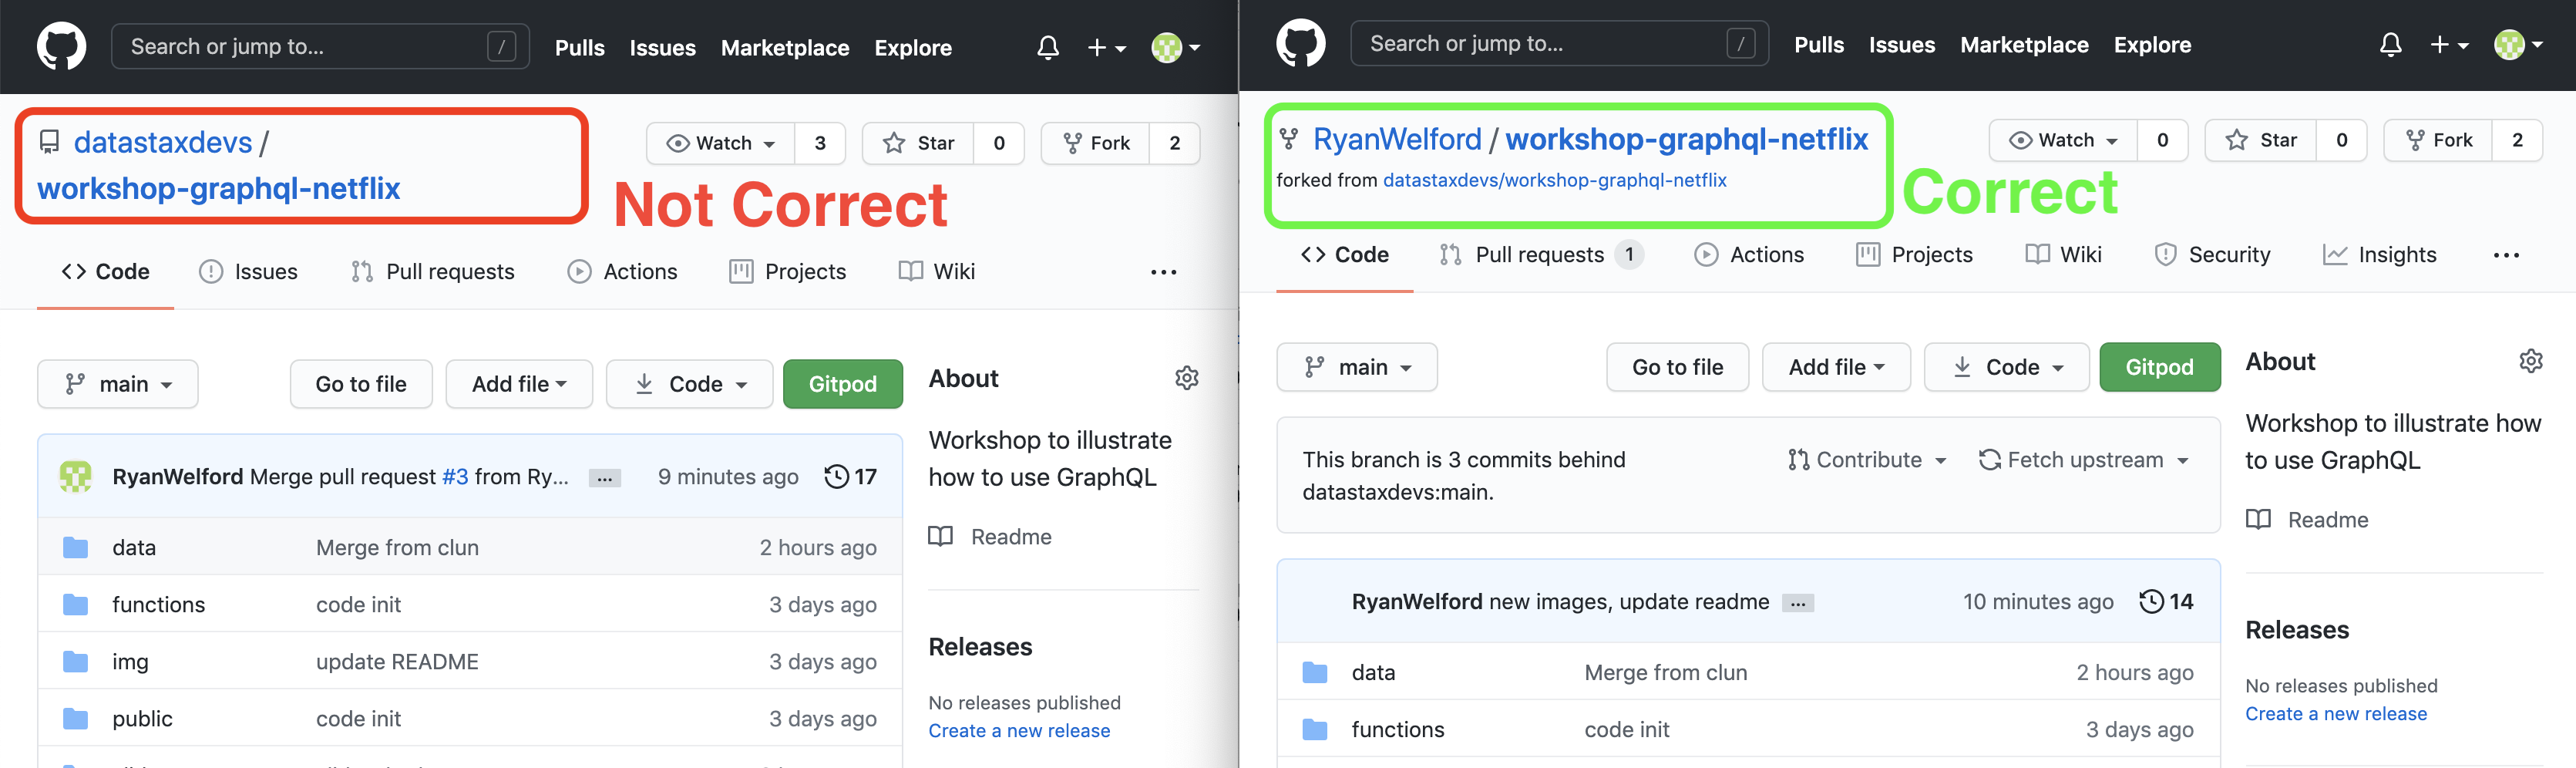 Search or jump to... /
Pulls Issues Marketplace Explore
datastaxdevs /
workshop-graphql-netflix
Watch 3
Star 0
Fork 2
Not Correct
Code Issues Pull requests Actions Projects Wiki ...
main
Go to file
Add file
Code
Gitpod
RyanWelford Merge pull request #3 from Ry... ... 9 minutes ago 17
data Merge from clun 2 hours ago
functions code init 3 days ago
img update README 3 days ago
public code init 3 days ago
About
Workshop to illustrate
how to use GraphQL
Readme
Releases
No releases published
Create a new release
Search or jump to... /
Pulls Issues Marketplace Explore
RyanWelford / workshop-graphql-netflix
forked from datastaxdevs/workshop-graphql-netflix
Watch 0
Star 0
Fork 2
Correct
Code Pull requests 1 Actions Projects Wiki Security Insights ...
main
Go to file
Add file
Code
Gitpod
This branch is 3 commits behind
datastaxdevs:main.
Contribute
Fetch upstream
RyanWelford new images, update readme ... 10 minutes ago 14
data Merge from clun 2 hours ago
functions code init 3 days ago
About
Workshop to illustrate how
to use GraphQL
Readme
Releases
No releases published
Create a new release